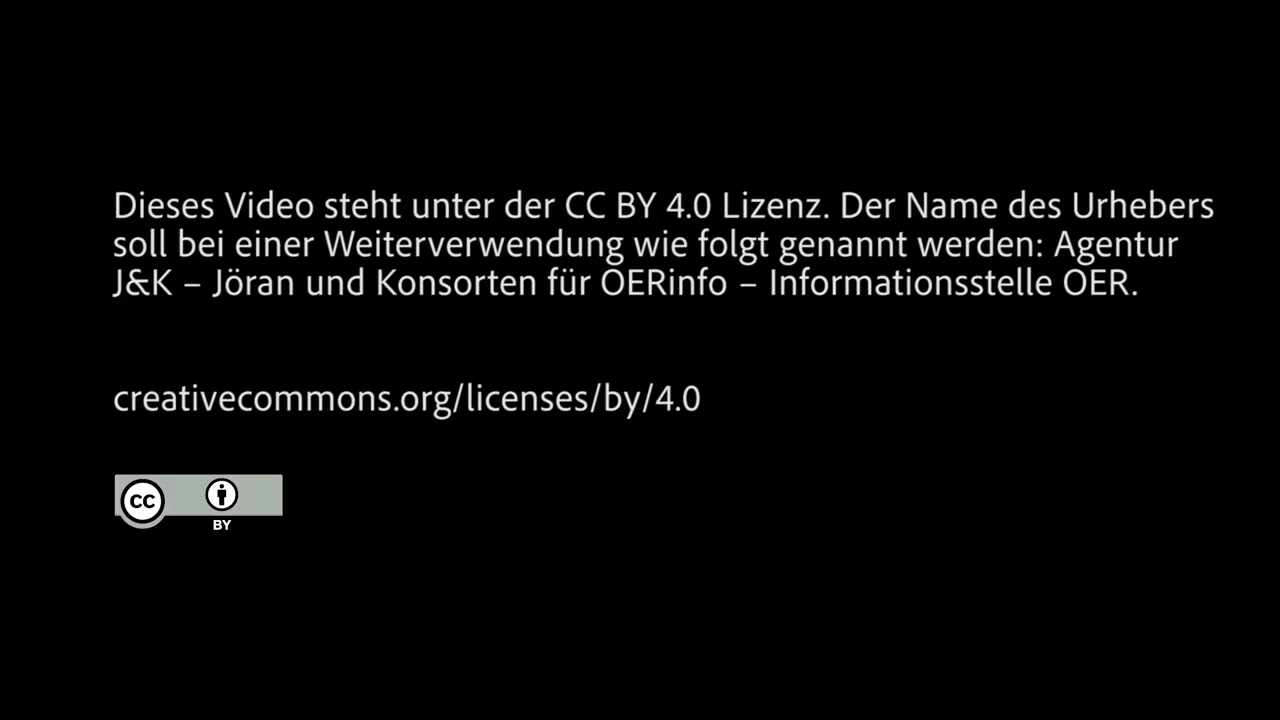 Dieses Video steht unter der CC BY 4.0 Lizenz. Der Name des Urhebers
soll bei einer Weiterverwendung wie folgt genannt werden: Agentur
J&K – Jöran und Konsorten für OERinfo – Informationsstelle OER.
creativecommons.org/licenses/by/4.0
CC
BY